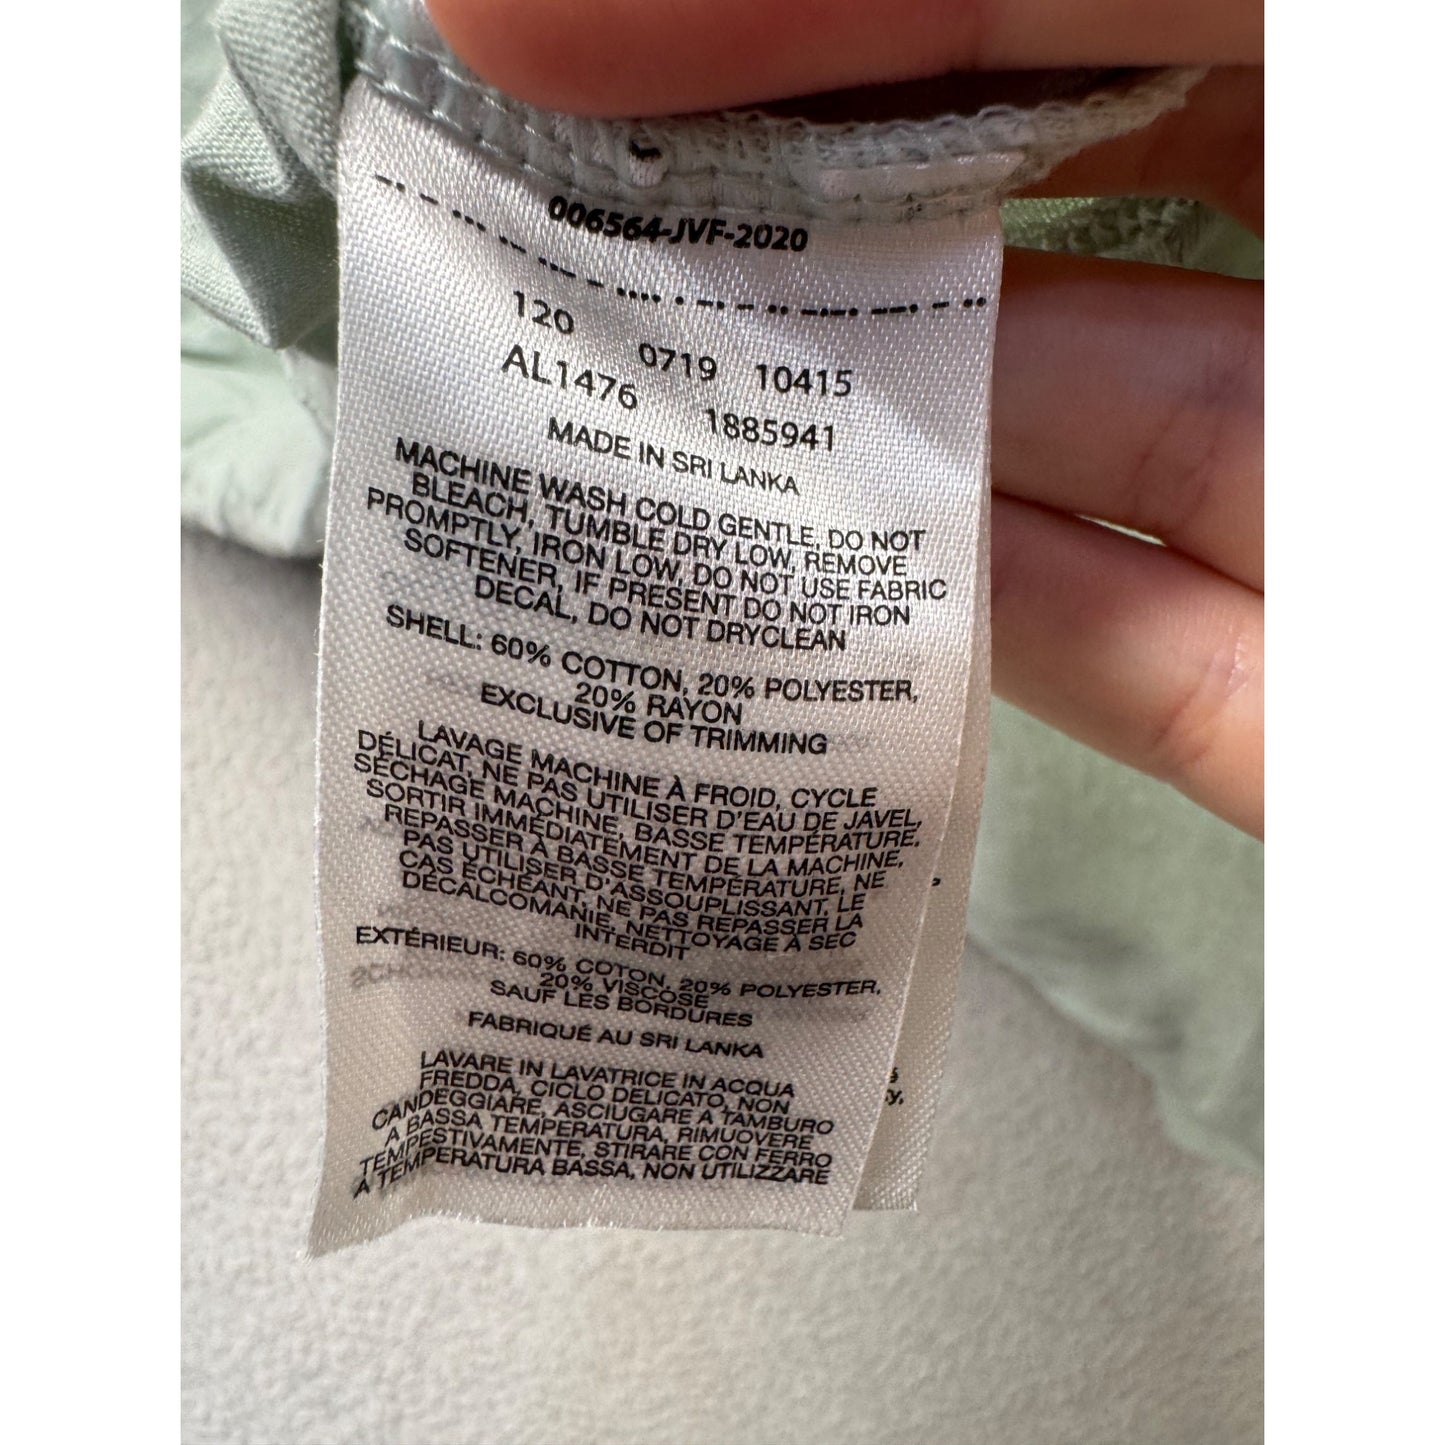 006564-JVF-2020
120 0719 10415
AL1476 1885941
MADE IN SRI LANKA
MACHINE WASH COLD GENTLE, DO NOT
BLEACH, TUMBLE DRY LOW, REMOVE
PROMPTLY, IRON LOW, DO NOT USE FABRIC
SOFTENER, IF PRESENT DO NOT IRON
DECAL, DO NOT DRYCLEAN
SHELL: 60% COTTON, 20% POLYESTER,
20% RAYON
EXCLUSIVE OF TRIMMING
LAVAGE MACHINE À FROID, CYCLE
DÉLICAT, NE PAS UTILISER D'EAU DE JAVEL,
SÉCHAGE MACHINE, BASSE TEMPÉRATURE,
SORTIR IMMÉDIATEMENT DE LA MACHINE,
REPASSER À BASSE TEMPÉRATURE, NE
PAS UTILISER D'ASSOUPLISSANT, LE
CAS ÉCHÉANT, NE PAS REPASSER LA
DÉCALCOMANIE, NETTOYAGE À SEC
INTERDIT
EXTÉRIEUR: 60% COTON, 20% POLYESTER,
20% VISCOSE
SAUF LES BORDURES
FABRIQUÉ AU SRI LANKA
LAVARE IN LAVATRICE IN ACQUA
FREDDA, CICLO DELICATO, NON
CANDEGGIARE, ASCIUGARE A TAMBURO
A BASSA TEMPERATURA, RIMUOVERE
TEMPESTIVAMENTE, STIRARE CON FERRO
A TEMPERATURA BASSA, NON UTILIZZARE